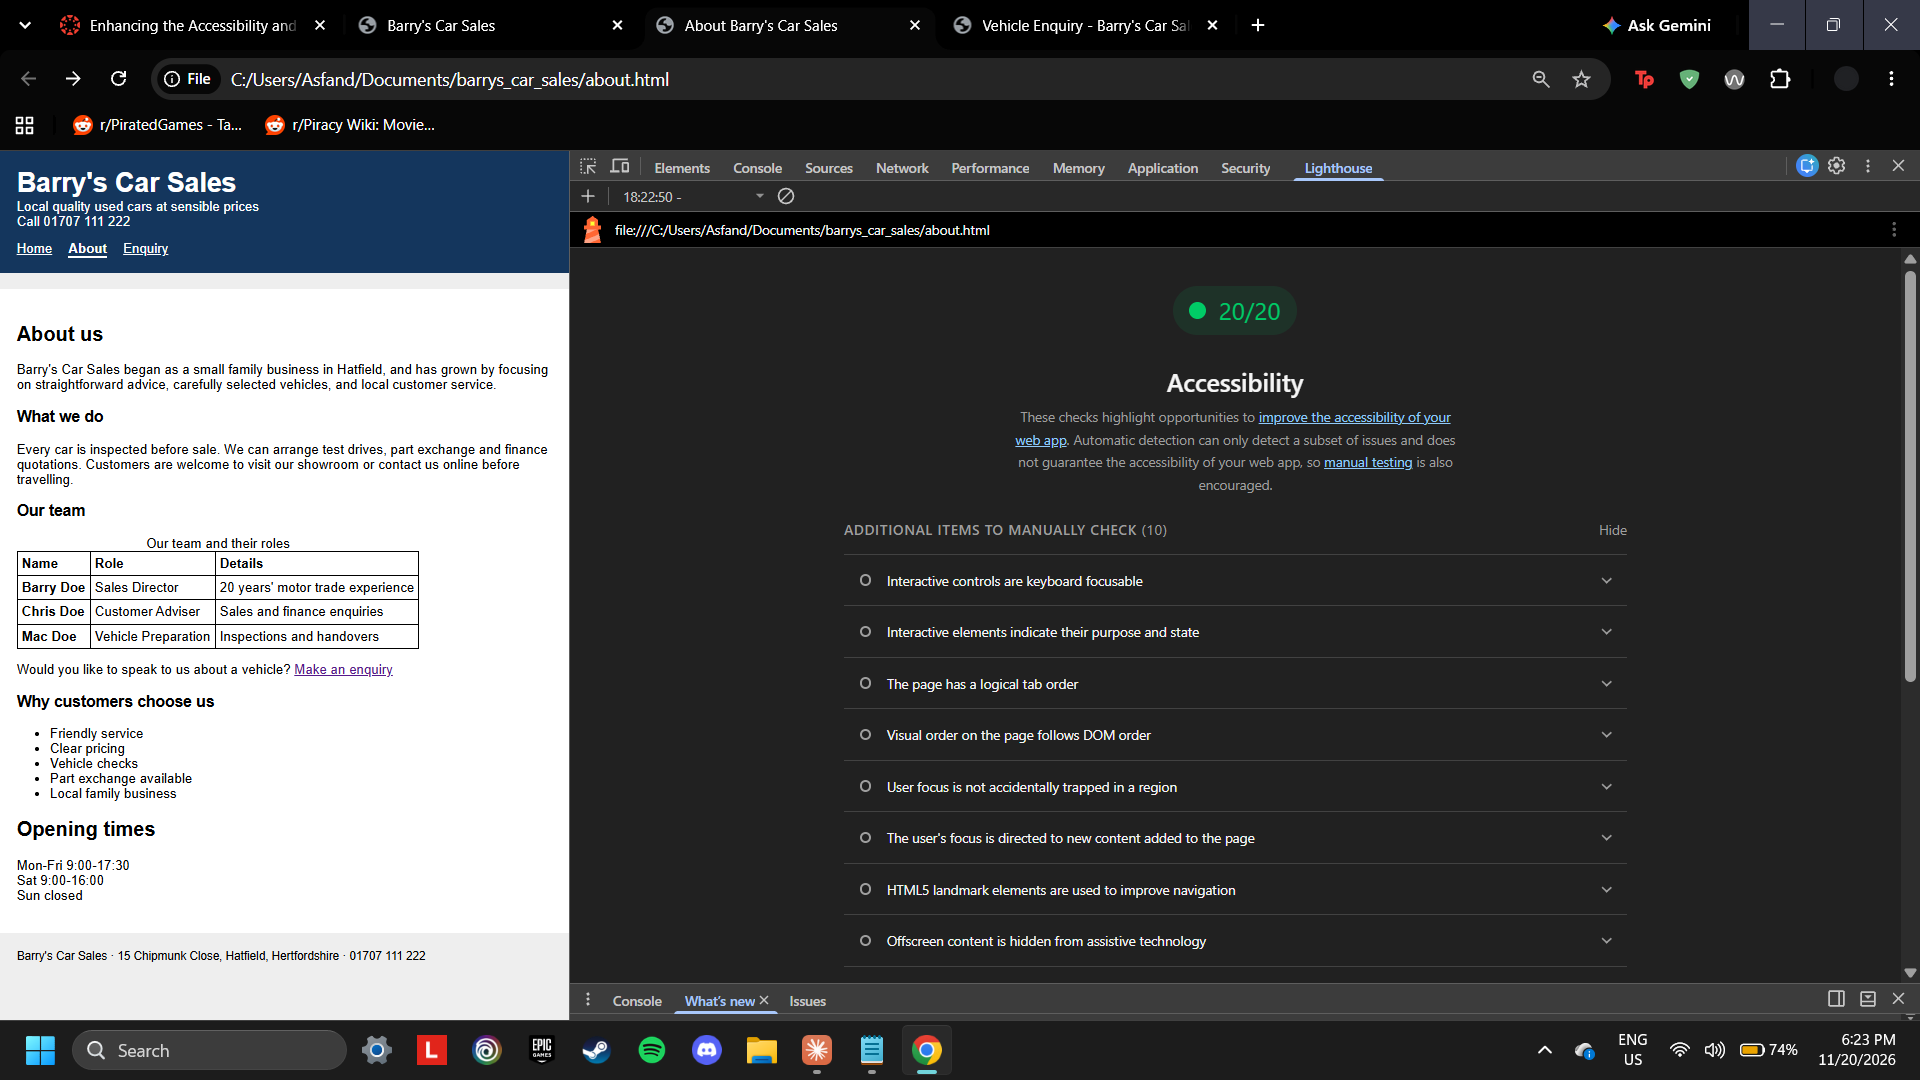 Enhancing the Accessibility and
Barry's Car Sales
About Barry's Car Sales
Vehicle Enquiry - Barry's Car Sal
Ask Gemini
File
C:/Users/Asfand/Documents/barrys_car_sales/about.html
r/PiratedGames - Ta...
r/Piracy Wiki: Movie...
Barry's Car Sales
Local quality used cars at sensible prices
Call 01707 111 222
Home About Enquiry
About us
Barry's Car Sales began as a small family business in Hatfield, and has grown by focusing
on straightforward advice, carefully selected vehicles, and local customer service.
What we do
Every car is inspected before sale. We can arrange test drives, part exchange and finance
quotations. Customers are welcome to visit our showroom or contact us online before
travelling.
Our team
Our team and their roles
Name Role Details
Barry Doe Sales Director 20 years' motor trade experience
Chris Doe Customer Adviser Sales and finance enquiries
Mac Doe Vehicle Preparation Inspections and handovers
Would you like to speak to us about a vehicle? Make an enquiry
Why customers choose us
• Friendly service
• Clear pricing
• Vehicle checks
• Part exchange available
• Local family business
Opening times
Mon-Fri 9:00-17:30
Sat 9:00-16:00
Sun closed
Barry's Car Sales · 15 Chipmunk Close, Hatfield, Hertfordshire · 01707 111 222
Elements Console Sources Network Performance Memory Application Security Lighthouse
18:22:50 -
file:///C:/Users/Asfand/Documents/barrys_car_sales/about.html
20/20
Accessibility
These checks highlight opportunities to improve the accessibility of your
web app. Automatic detection can only detect a subset of issues and does
not guarantee the accessibility of your web app, so manual testing is also
encouraged.
ADDITIONAL ITEMS TO MANUALLY CHECK (10) Hide
Interactive controls are keyboard focusable
Interactive elements indicate their purpose and state
The page has a logical tab order
Visual order on the page follows DOM order
User focus is not accidentally trapped in a region
The user's focus is directed to new content added to the page
HTML5 landmark elements are used to improve navigation
Offscreen content is hidden from assistive technology
Console What's new Issues
Search
L
EPIC GAMES
ENG
US
74%
6:23 PM
11/20/2026